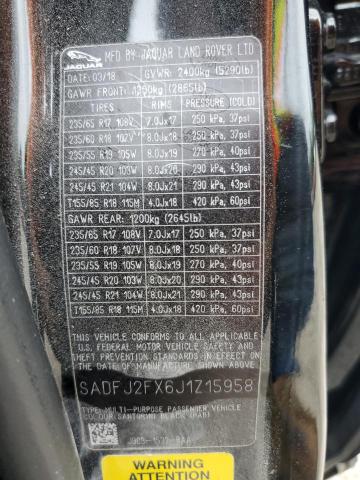 JAGUAR
MFD BY JAGUAR LAND ROVER LTD
DATE: 03/18 GVWR: 2400kg (5290lb)
GAWR FRONT: 1300kg (2865lb)
TIRES RIMS PRESSURE (COLD)
235/65 R17 108V 7.0Jx17 250 kPa, 37psi
235/60 R18 107V 8.0Jx18 250 kPa, 37psi
235/55 R19 105W 8.0Jx19 270 kPa, 40psi
245/45 R20 103W 8.0Jx20 290 kPa, 43psi
245/45 R21 104W 8.0Jx21 290 kPa, 43psi
T155/85 R18 115M 4.0Jx18 420 kPa, 60psi
GAWR REAR: 1200kg (2645lb)
235/65 R17 108V 7.0Jx17 250 kPa, 37psi
235/60 R18 107V 8.0Jx18 250 kPa, 37psi
235/55 R19 105W 8.0Jx19 270 kPa, 40psi
245/45 R20 103W 8.0Jx20 290 kPa, 43psi
245/45 R21 104W 8.0Jx21 290 kPa, 43psi
T155/85 R18 115M 4.0Jx18 420 kPa, 60psi
THIS VEHICLE CONFORMS TO ALL APPLICABLE
U.S. FEDERAL MOTOR VEHICLE SAFETY AND
THEFT PREVENTION STANDARDS IN EFFECT ON
THE DATE OF MANUFACTURE SHOWN ABOVE.
SADFJ2FX6J1Z15958
TYPE: MULTI-PURPOSE PASSENGER VEHICLE
COLOUR: SANTORINI BLACK (PAB)
WARNING